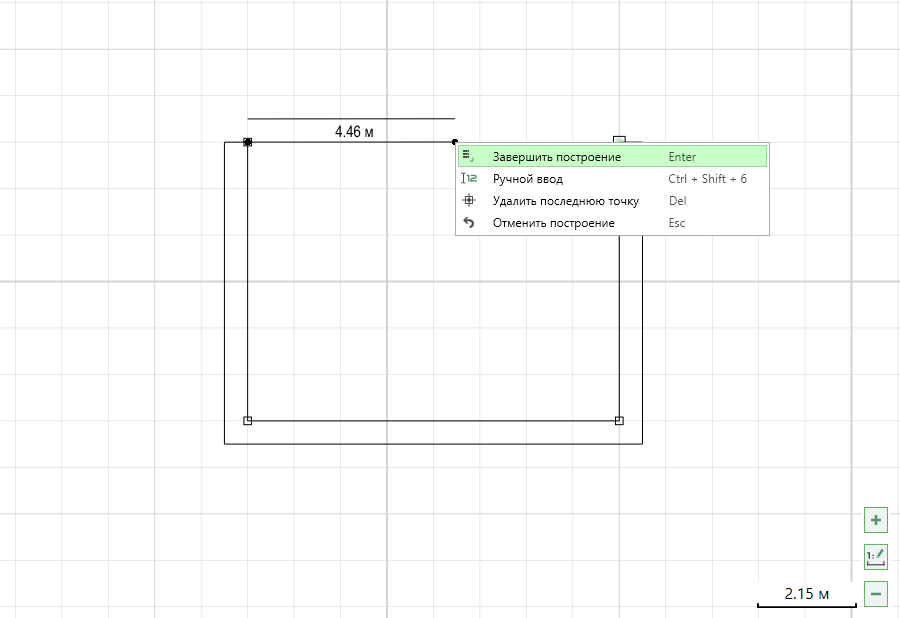 4.46 м
Завершить построение Enter
Ручной ввод Ctrl + Shift + 6
Удалить последнюю точку Del
Отменить построение Esc
2.15 м